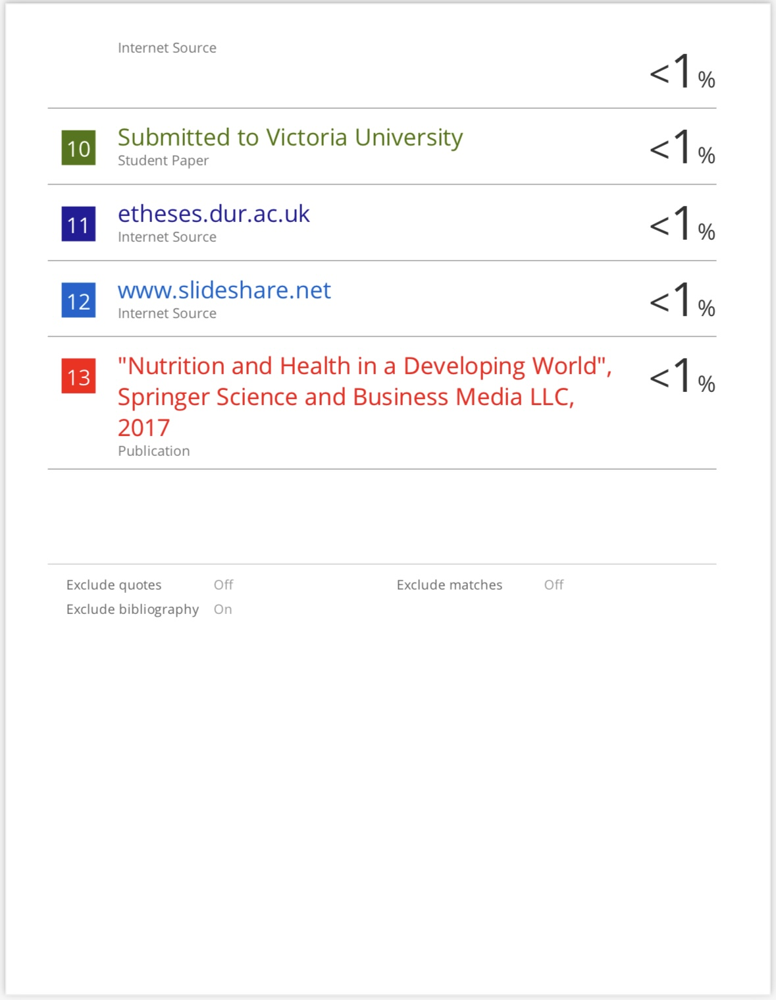 Internet Source
<1%
10 Submitted to Victoria University <1%
Student Paper
11 etheses.dur.ac.uk <1%
Internet Source
12 www.slideshare.net <1%
Internet Source
13 "Nutrition and Health in a Developing World", <1%
Springer Science and Business Media LLC,
2017
Publication
Exclude quotes Off Exclude matches Off
Exclude bibliography On